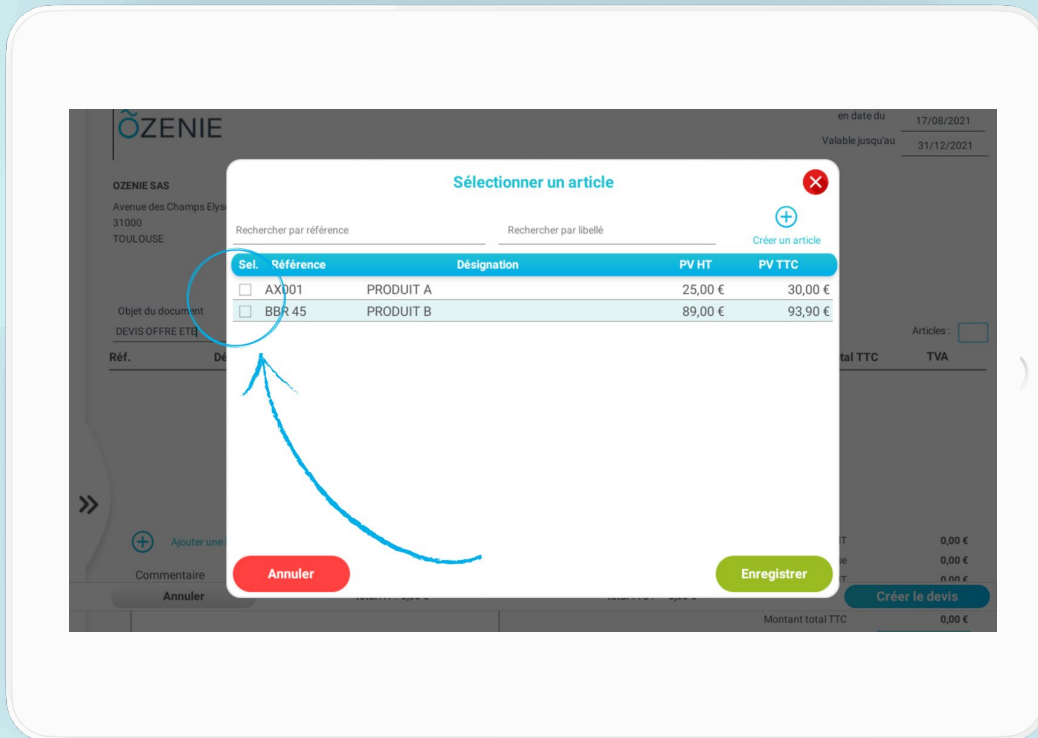 ÕZENIE
en date du 17/08/2021
Valable jusqu'au 31/12/2021
OZENIE SAS
Avenue des Champs Elys
31000
TOULOUSE
Sélectionner un article
Rechercher par référence Rechercher par libellé
Créer un article
Sel. Référence Désignation PV HT PV TTC
AX001 PRODUIT A 25,00 € 30,00 €
BBR 45 PRODUIT B 89,00 € 93,90 €
Objet du document
DEVIS OFFRE ETE
Articles :
Réf. Dé tal TTC TVA
Ajouter une
0,00 €
0,00 €
0,00 €
Commentaire
Annuler Enregistrer
Annuler Créer le devis
Montant total TTC 0,00 €